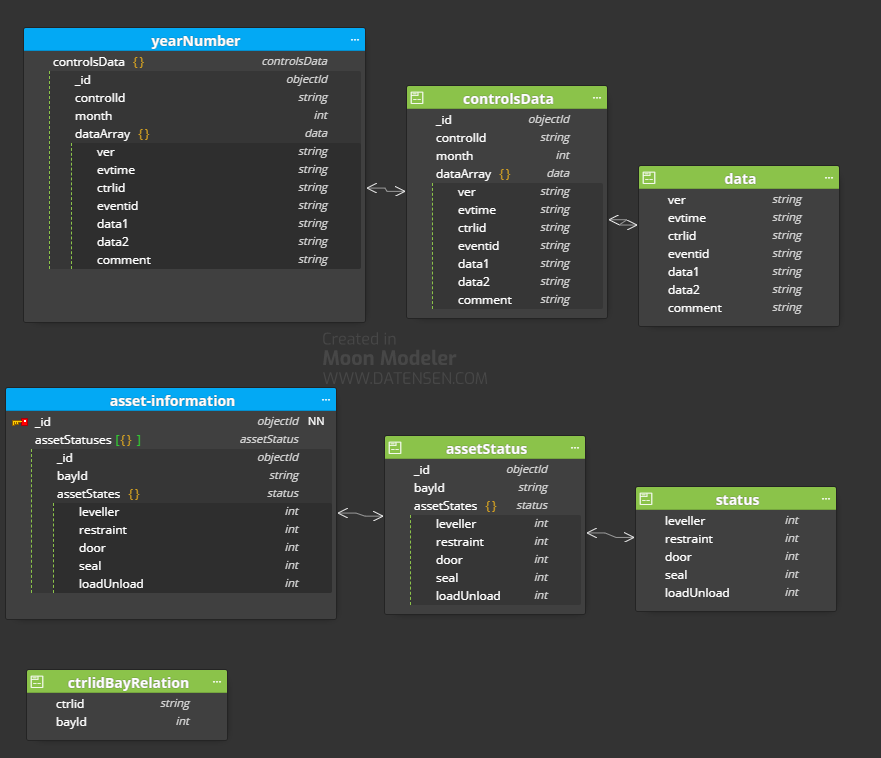 yearNumber ...
controlsData {} controlsData
_id objectId
controlId string
month int
dataArray {} data
ver string
evtime string
ctrlid string
eventid string
data1 string
data2 string
comment string
controlsData ...
_id objectId
controlId string
month int
dataArray {} data
ver string
evtime string
ctrlid string
eventid string
data1 string
data2 string
comment string
data ...
ver string
evtime string
ctrlid string
eventid string
data1 string
data2 string
comment string
Created in
Moon Modeler
WWW.DATENSEN.COM
asset-information ...
_id objectId NN
assetStatuses [{} ] assetStatus
_id objectId
bayId string
assetStates {} status
leveller int
restraint int
door int
seal int
loadUnload int
assetStatus ...
_id objectId
bayId string
assetStates {} status
leveller int
restraint int
door int
seal int
loadUnload int
status ...
leveller int
restraint int
door int
seal int
loadUnload int
ctrlidBayRelation ...
ctrlid string
bayId int